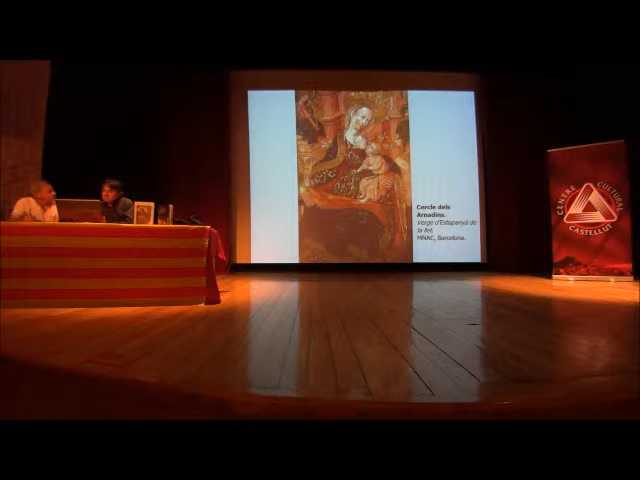 Cercle dels
Arnadins.
Verge d'Estopanyà de
la llet.
MNAC, Barcelona.
CENTRE CULTURAL
CASTELLUT